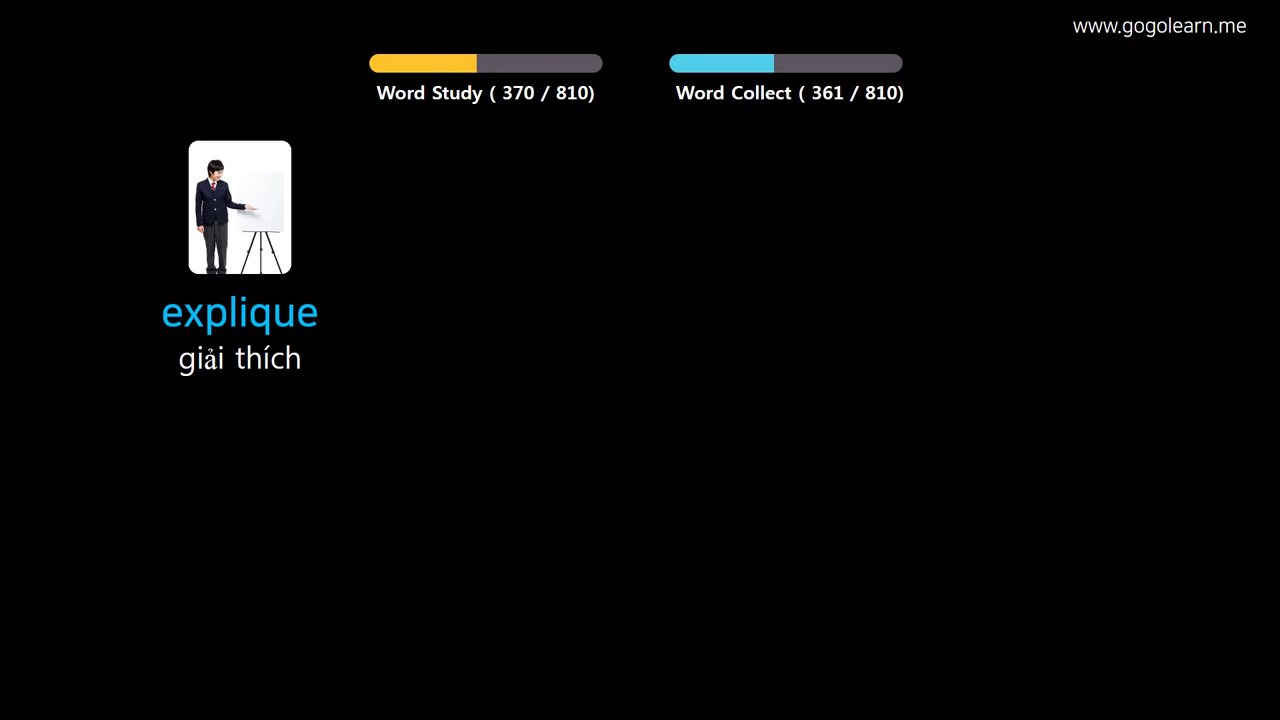 www.gogolearn.me
Word Study ( 370 / 810)
Word Collect ( 361 / 810)
explique
giải thích